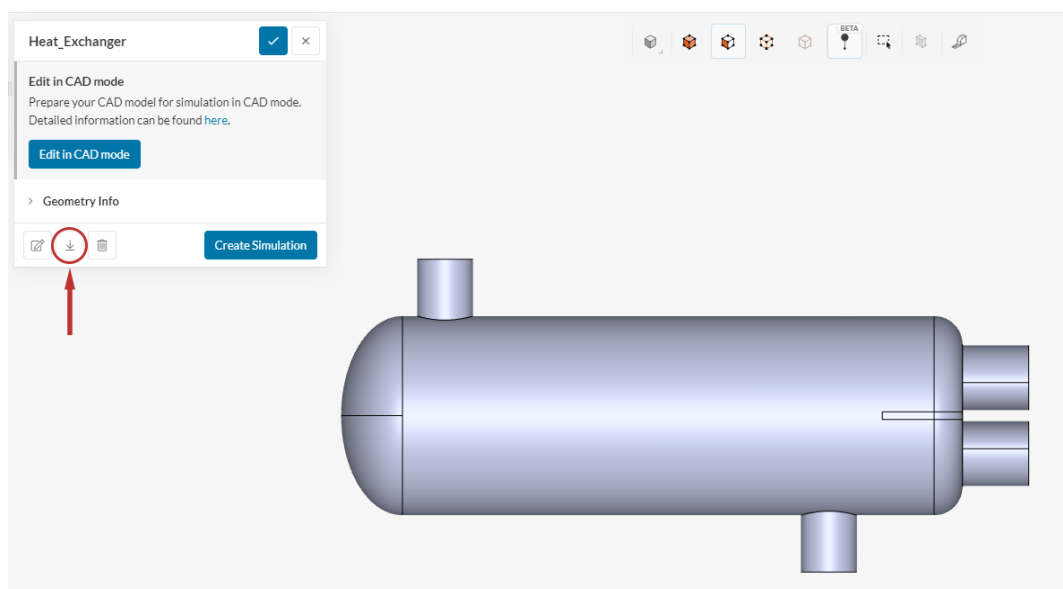 Heat_Exchanger
BETA
Edit in CAD mode
Prepare your CAD model for simulation in CAD mode.
Detailed information can be found here.
Edit in CAD mode
Geometry Info
Create Simulation